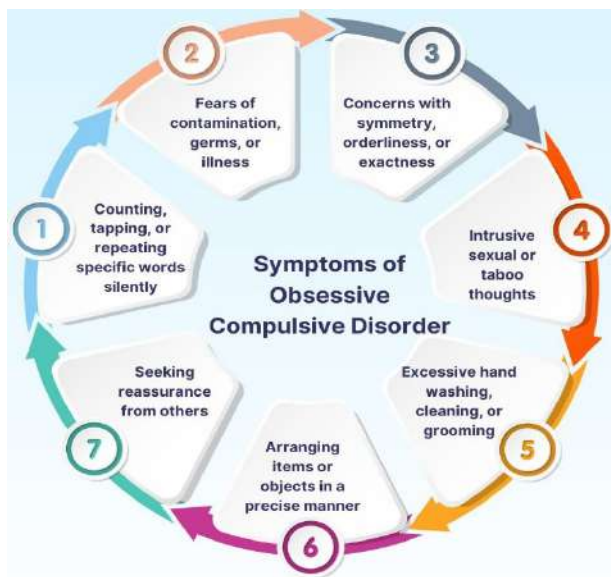 Symptoms of
Obsessive
Compulsive Disorder
1
Counting,
tapping, or
repeating
specific words
silently
2
Fears of
contamination,
germs, or
illness
3
Concerns with
symmetry,
orderliness, or
exactness
4
Intrusive
sexual or
taboo
thoughts
5
Excessive hand
washing,
cleaning, or
grooming
6
Arranging
items or
objects in a
precise manner
7
Seeking
reassurance
from others